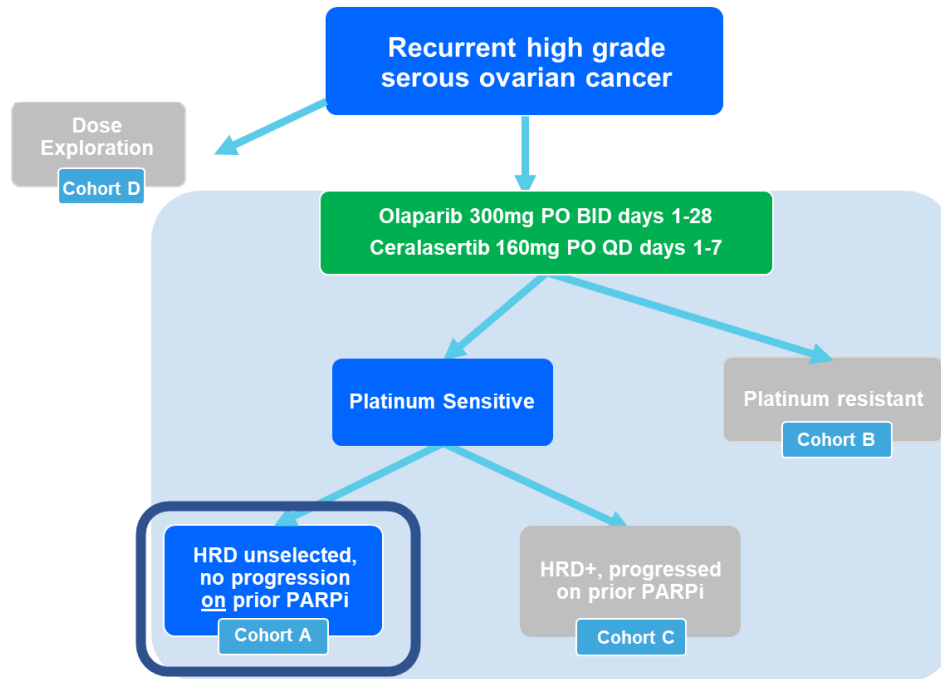 Recurrent high grade
serous ovarian cancer
Dose
Exploration
Cohort D
Olaparib 300mg PO BID days 1-28
Ceralasertib 160mg PO QD days 1-7
Platinum Sensitive
Platinum resistant
Cohort B
HRD unselected,
no progression
on prior PARPi
Cohort A
HRD+, progressed
on prior PARPi
Cohort C